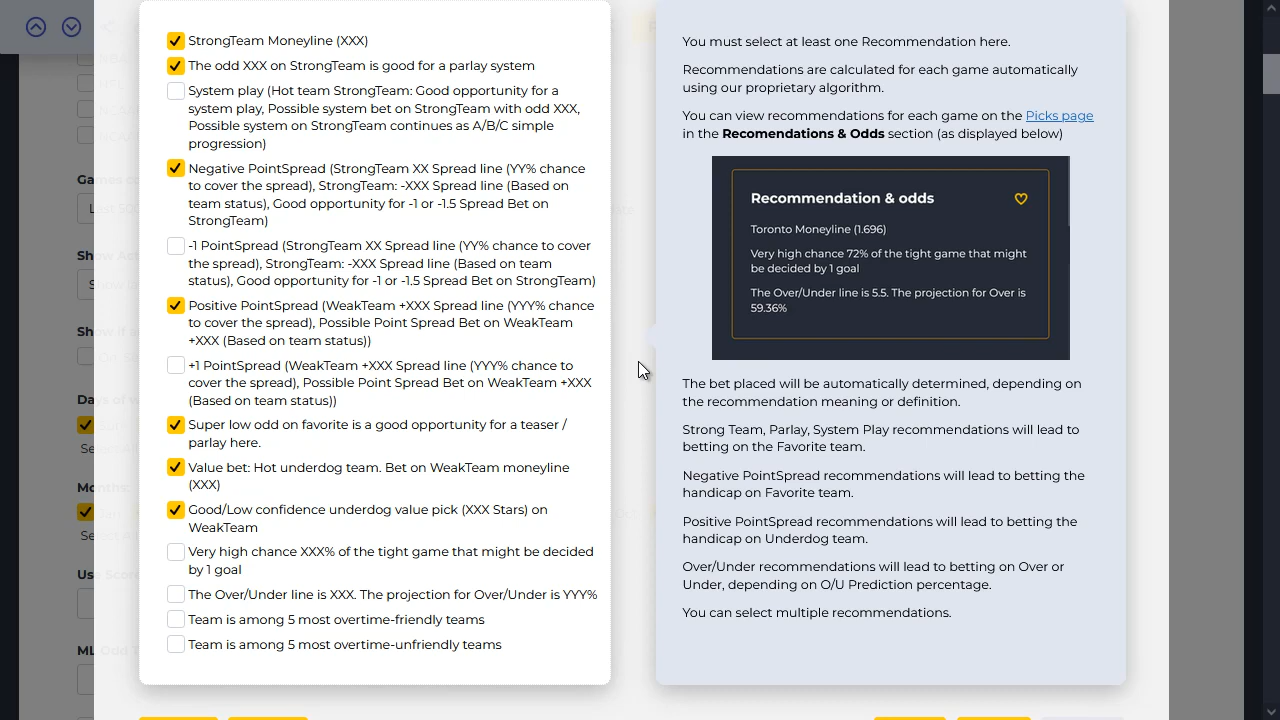 StrongTeam Moneyline (XXX)
The odd XXX on StrongTeam is good for a parlay system
System play (Hot team StrongTeam: Good opportunity for a
system play, Possible system bet on StrongTeam with odd XXX,
Possible system on StrongTeam continues as A/B/C simple
progression)
Negative PointSpread (StrongTeam XX Spread line (YY% chance
to cover the spread), StrongTeam: -XXX Spread line (Based on
team status), Good opportunity for -1 or -1.5 Spread Bet on
StrongTeam)
-1 PointSpread (StrongTeam XX Spread line (YY% chance to cover
the spread), StrongTeam: -XXX Spread line (Based on team
status), Good opportunity for -1 or -1.5 Spread Bet on StrongTeam)
Positive PointSpread (WeakTeam +XXX Spread line (YYY% chance
to cover the spread), Possible Point Spread Bet on WeakTeam
+XXX (Based on team status))
+1 PointSpread (WeakTeam +XXX Spread line (YYY% chance to
cover the spread), Possible Point Spread Bet on WeakTeam +XXX
(Based on team status))
Super low odd on favorite is a good opportunity for a teaser /
parlay here.
Value bet: Hot underdog team. Bet on WeakTeam moneyline
(XXX)
Good/Low confidence underdog value pick (XXX Stars) on
WeakTeam
Very high chance XXX% of the tight game that might be decided
by 1 goal
The Over/Under line is XXX. The projection for Over/Under is YYY%
Team is among 5 most overtime-friendly teams
Team is among 5 most overtime-unfriendly teams
You must select at least one Recommendation here.
Recommendations are calculated for each game automatically
using our proprietary algorithm.
You can view recommendations for each game on the Picks page
in the Recomendations & Odds section (as displayed below)
Recommendation & odds
Toronto Moneyline (1.696)
Very high chance 72% of the tight game that might
be decided by 1 goal
The Over/Under line is 5.5. The projection for Over is
59.36%
The bet placed will be automatically determined, depending on
the recommendation meaning or definition.
Strong Team, Parlay, System Play recommendations will lead to
betting on the Favorite team.
Negative PointSpread recommendations will lead to betting the
handicap on Favorite team.
Positive PointSpread recommendations will lead to betting the
handicap on Underdog team.
Over/Under recommendations will lead to betting on Over or
Under, depending on O/U Prediction percentage.
You can select multiple recommendations.